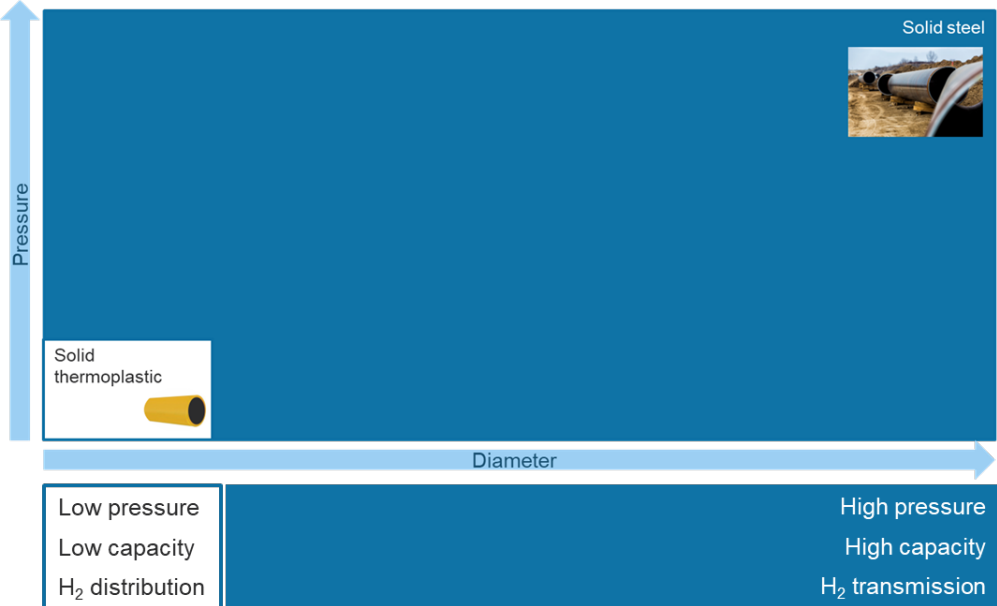 Solid steel
Pressure
Solid
thermoplastic
Diameter
Low pressure
Low capacity
H₂ distribution
High pressure
High capacity
H₂ transmission